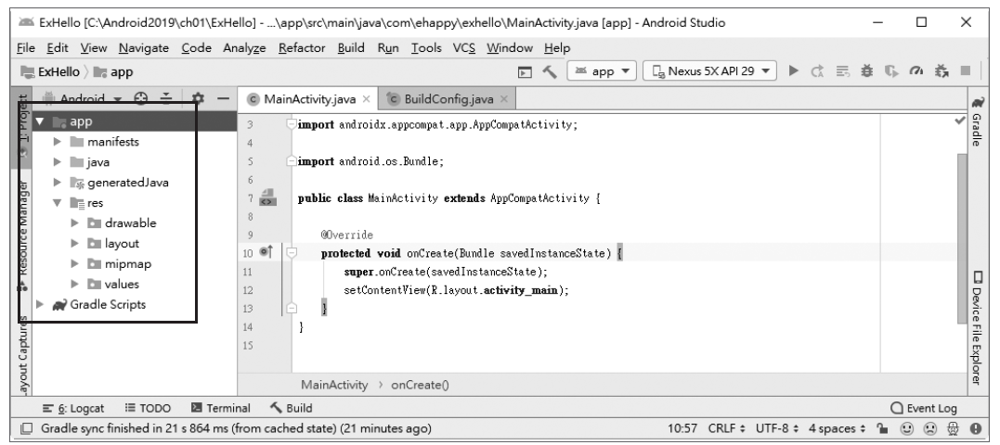 ExHello [C:\Android2019\ch01\ExHello] - ...\app\src\main\java\com\ehappy\exhello\MainActivity.java [app] - Android Studio
File Edit View Navigate Code Analyze Refactor Build Run Tools VCS Window Help
ExHello app
app Nexus 5X API 29
Android
MainActivity.java BuildConfig.java
1: Project
Resource Manager
Layout Captures
app
manifests
java
generatedJava
res
drawable
layout
mipmap
values
Gradle Scripts
3 import androidx.appcompat.app.AppCompatActivity;
4
5 import android.os.Bundle;
6
7 public class MainActivity extends AppCompatActivity {
8
9 @Override
10 protected void onCreate(Bundle savedInstanceState) {
11 super.onCreate(savedInstanceState);
12 setContentView(R.layout.activity_main);
13 }
14 }
15
MainActivity > onCreate()
Gradle
Device File Explorer
6: Logcat TODO Terminal Build Event Log
Gradle sync finished in 21 s 864 ms (from cached state) (21 minutes ago) 10:57 CRLF UTF-8 4 spaces